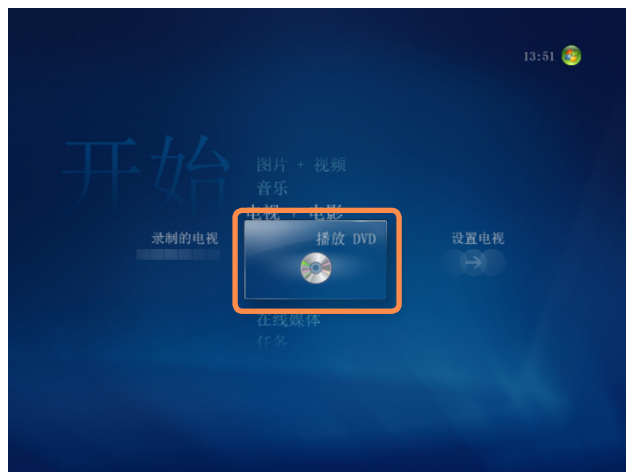 13:51
开始
图片 + 视频
音乐
电视 + 电影
录制的电视
播放 DVD
设置电视
在线媒体
任务